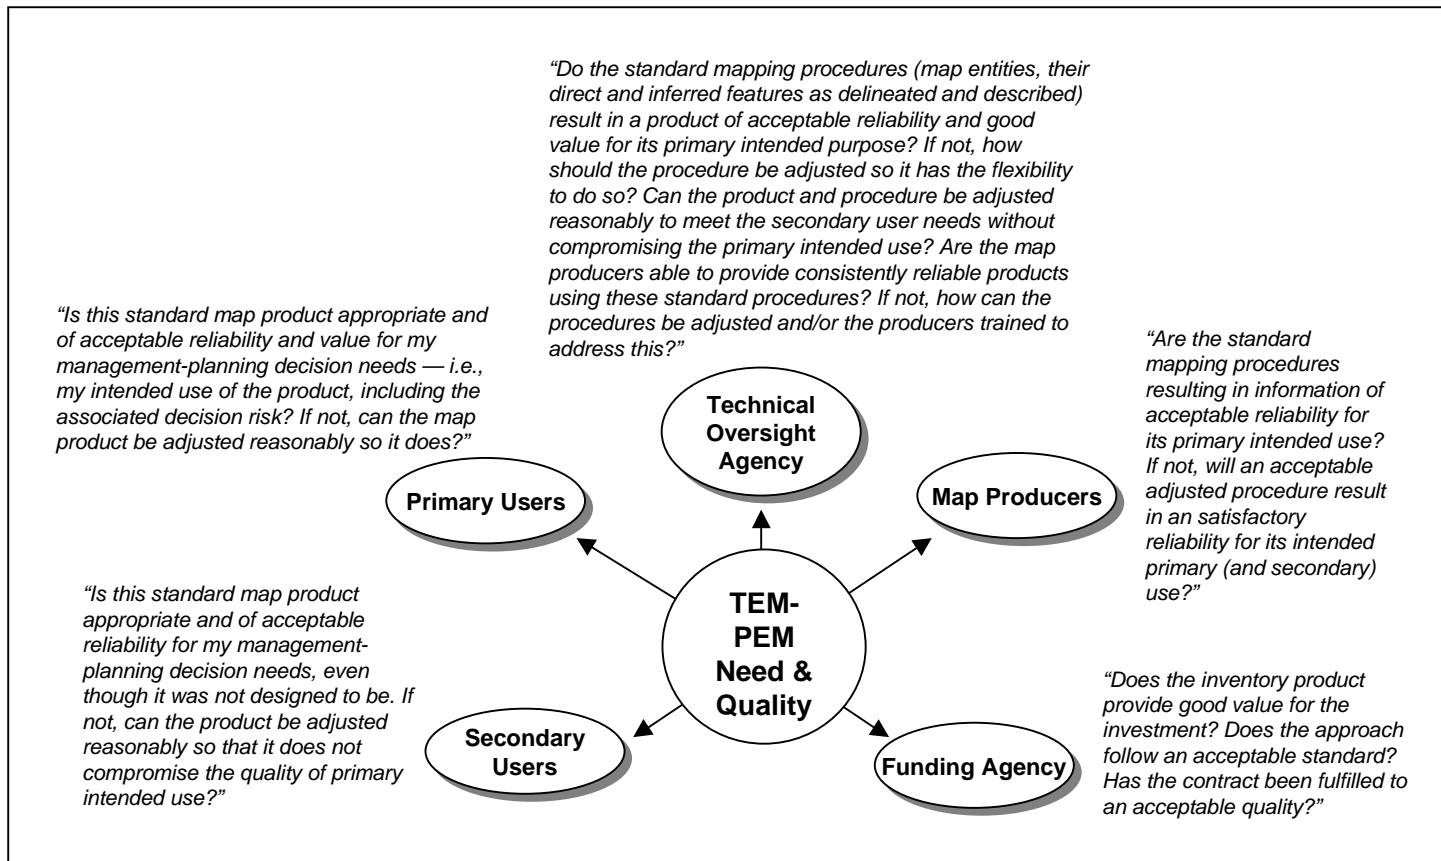 “Do the standard mapping procedures (map entities, their
direct and inferred features as delineated and described)
result in a product of acceptable reliability and good
value for its primary intended purpose? If not, how
should the procedure be adjusted so it has the flexibility
to do so? Can the product and procedure be adjusted
reasonably to meet the secondary user needs without
compromising the primary intended use? Are the map
producers able to provide consistently reliable products
using these standard procedures? If not, how can the
procedures be adjusted and/or the producers trained to
address this?”
“Is this standard map product appropriate and
of acceptable reliability and value for my
management-planning decision needs — i.e.,
my intended use of the product, including the
associated decision risk? If not, can the map
product be adjusted reasonably so it does?”
“Are the standard
mapping procedures
resulting in information of
acceptable reliability for
its primary intended use?
If not, will an acceptable
adjusted procedure result
in an satisfactory
reliability for its intended
primary (and secondary)
use?”
Technical
Oversight
Agency
Primary Users
Map Producers
TEM-
PEM
Need &
Quality
“Is this standard map product
appropriate and of acceptable
reliability for my management-
planning decision needs, even
though it was not designed to be. If
not, can the product be adjusted
reasonably so that it does not
compromise the quality of primary
intended use?”
Secondary
Users
Funding Agency
“Does the inventory product
provide good value for the
investment? Does the approach
follow an acceptable standard?
Has the contract been fulfilled to
an acceptable quality?”